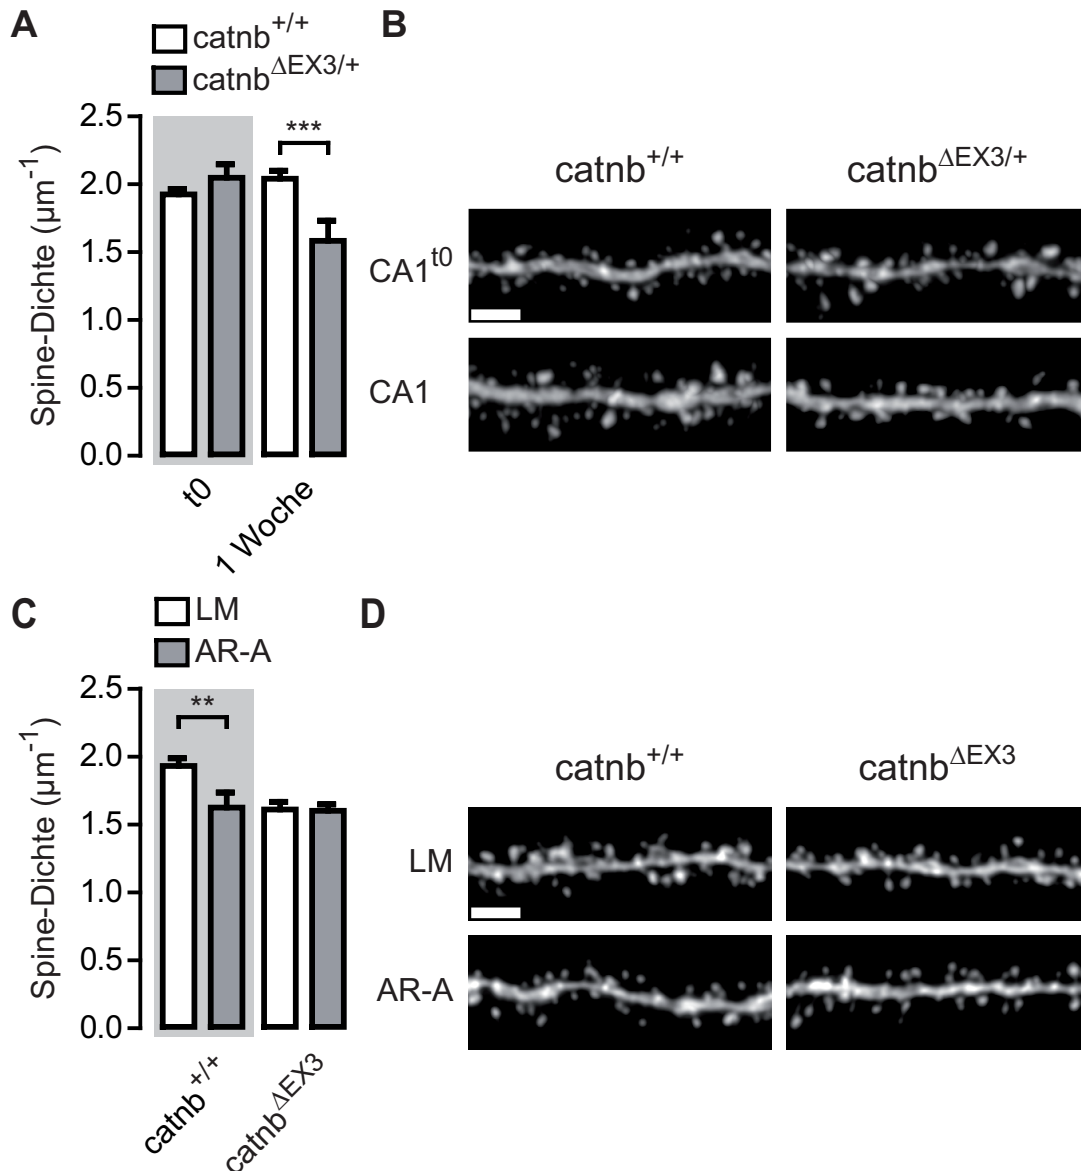 A
catnb+/+
catnbΔEX3/+
Spine-Dichte (µm-1)
2.5
2.0
1.5
1.0
0.5
0.0
***
t0
1 Woche
B
catnb+/+
catnbΔEX3/+
CA1t0
CA1
C
LM
AR-A
Spine-Dichte (µm-1)
2.5
2.0
1.5
1.0
0.5
0.0
**
catnb+/+
catnbΔEX3
D
catnb+/+
catnbΔEX3
LM
AR-A